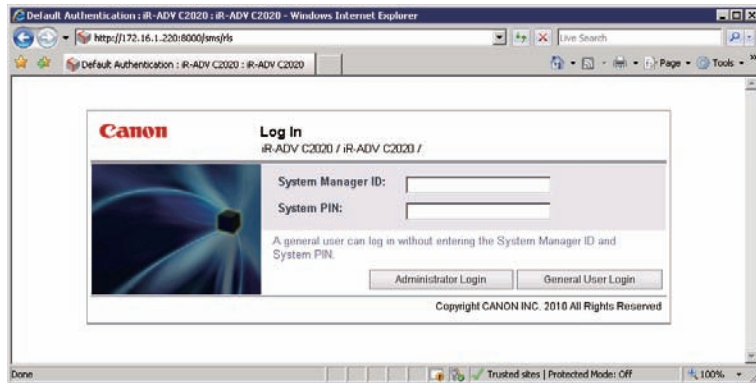 Default Authentication : iR-ADV C2020 : iR-ADV C2020 - Windows Internet Explorer
http://172.16.1.220:8000/sms/rls
Live Search
Default Authentication : iR-ADV C2020 : iR-ADV C2020
Page
Tools
Canon
Log In
iR-ADV C2020 / iR-ADV C2020 /
System Manager ID:
System PIN:
A general user can log in without entering the System Manager ID and
System PIN.
Administrator Login
General User Login
Copyright CANON INC. 2010 All Rights Reserved
Done
Trusted sites | Protected Mode: Off
100%